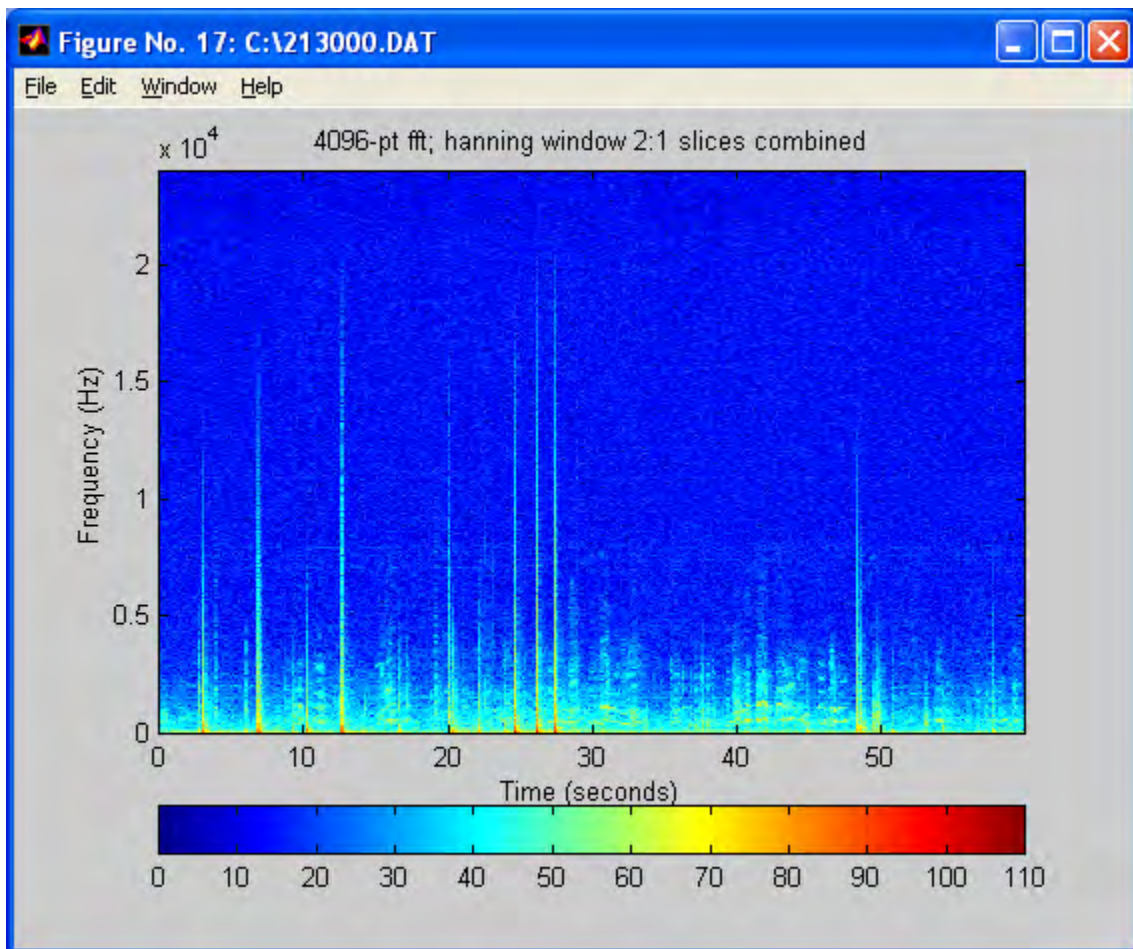 Figure No. 17: C:\213000.DAT
File Edit Window Help
x 10^4
4096-pt fft; hanning window 2:1 slices combined
2
1.5
1
0.5
0
Frequency (Hz)
0 10 20 30 40 50
Time (seconds)
0 10 20 30 40 50 60 70 80 90 100 110